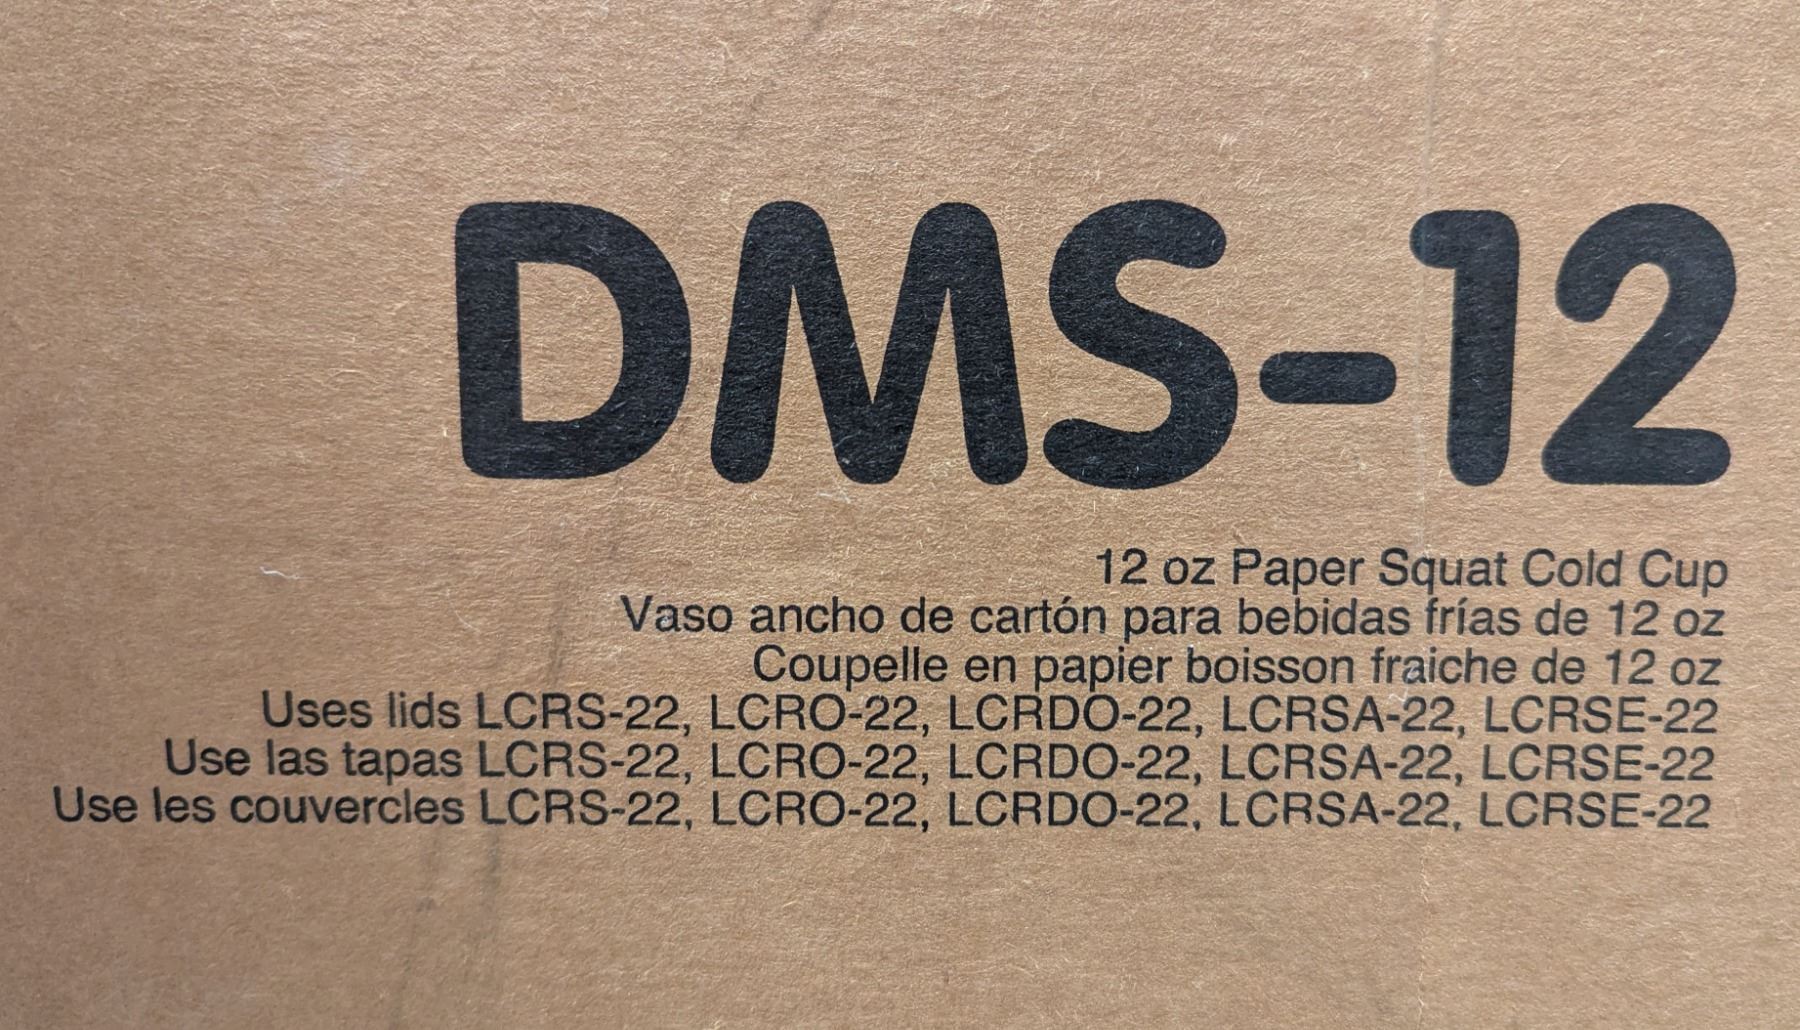 DMS-12
12 oz Paper Squat Cold Cup
Vaso ancho de cartón para bebidas frías de 12 oz
Coupelle en papier boisson fraiche de 12 oz
Uses lids LCRS-22, LCRO-22, LCRDO-22, LCRSA-22, LCRSE-22
Use las tapas LCRS-22, LCRO-22, LCRDO-22, LCRSA-22, LCRSE-22
Use les couvercles LCRS-22, LCRO-22, LCRDO-22, LCRSA-22, LCRSE-22